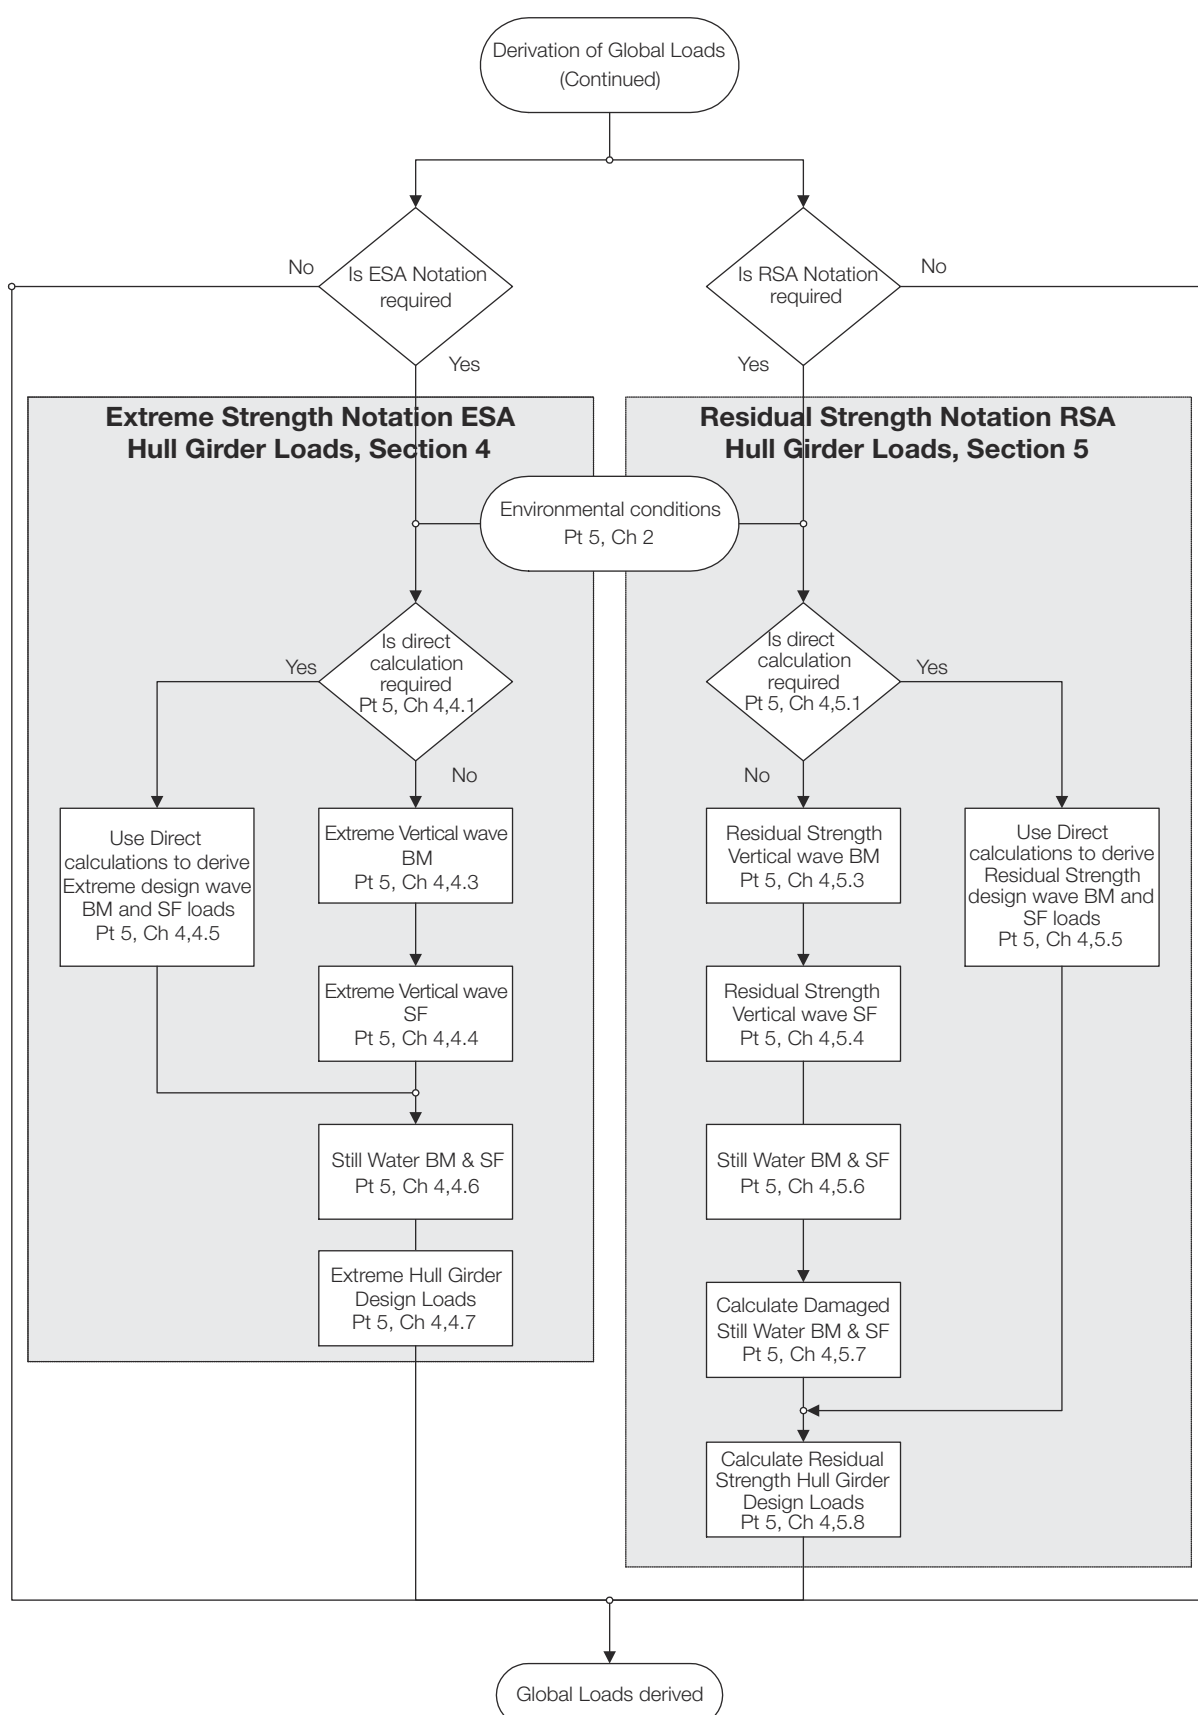 Derivation of Global Loads
(Continued)
No
Is ESA Notation
required
Yes
Is RSA Notation
required
No
Yes
Extreme Strength Notation ESA
Hull Girder Loads, Section 4
Residual Strength Notation RSA
Hull Girder Loads, Section 5
Environmental conditions
Pt 5, Ch 2
Yes
Is direct
calculation
required
Pt 5, Ch 4,4.1
No
Is direct
calculation
required
Pt 5, Ch 4,5.1
Yes
No
Use Direct
calculations to derive
Extreme design wave
BM and SF loads
Pt 5, Ch 4,4.5
Extreme Vertical wave
BM
Pt 5, Ch 4,4.3
Residual Strength
Vertical wave BM
Pt 5, Ch 4,5.3
Use Direct
calculations to derive
Residual Strength
design wave BM and
SF loads
Pt 5, Ch 4,5.5
Extreme Vertical wave
SF
Pt 5, Ch 4,4.4
Residual Strength
Vertical wave SF
Pt 5, Ch 4,5.4
Still Water BM & SF
Pt 5, Ch 4,4.6
Still Water BM & SF
Pt 5, Ch 4,5.6
Extreme Hull Girder
Design Loads
Pt 5, Ch 4,4.7
Calculate Damaged
Still Water BM & SF
Pt 5, Ch 4,5.7
Calculate Residual
Strength Hull Girder
Design Loads
Pt 5, Ch 4,5.8
Global Loads derived